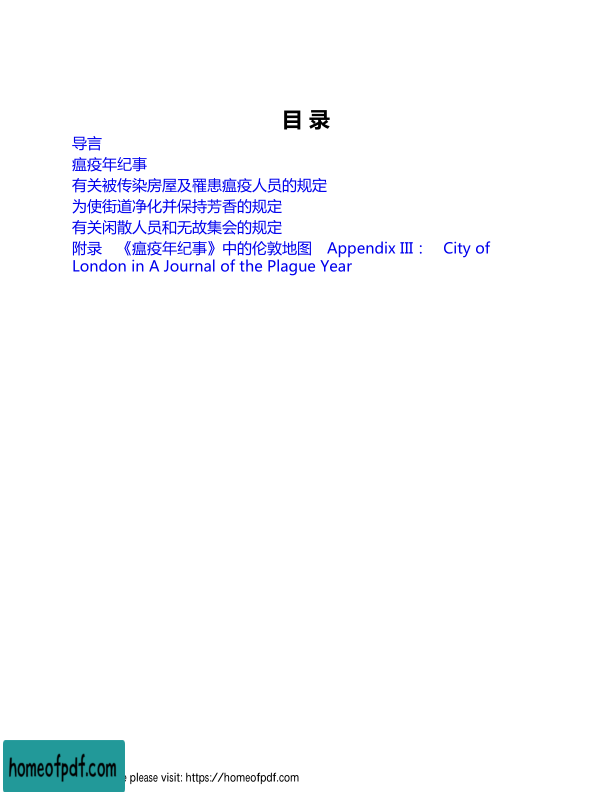 目 录
导言
瘟疫年纪事
有关被传染房屋及罹患瘟疫人员的规定
为使街道净化并保持芳香的规定
有关闲散人员和无故集会的规定
附录　《瘟疫年纪事》中的伦敦地图　Appendix III：　City of
London in A Journal of the Plague Year
homeofpdf.com
please visit: https://homeofpdf.com